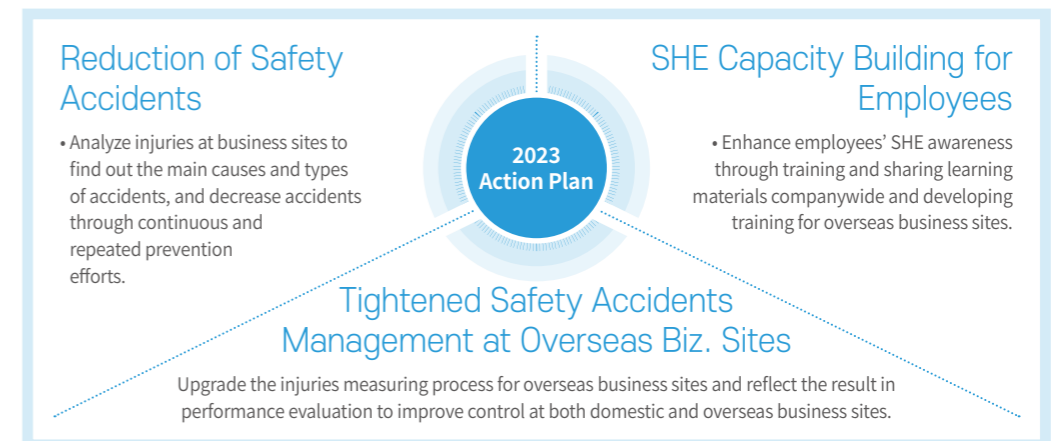 Reduction of Safety
Accidents
• Analyze injuries at business sites to
find out the main causes and types
of accidents, and decrease accidents
through continuous and
repeated prevention
efforts.
2023
Action Plan
SHE Capacity Building for
Employees
• Enhance employees’ SHE awareness
through training and sharing learning
materials companywide and developing
training for overseas business sites.
Tightened Safety Accidents
Management at Overseas Biz. Sites
Upgrade the injuries measuring process for overseas business sites and reflect the result in
performance evaluation to improve control at both domestic and overseas business sites.